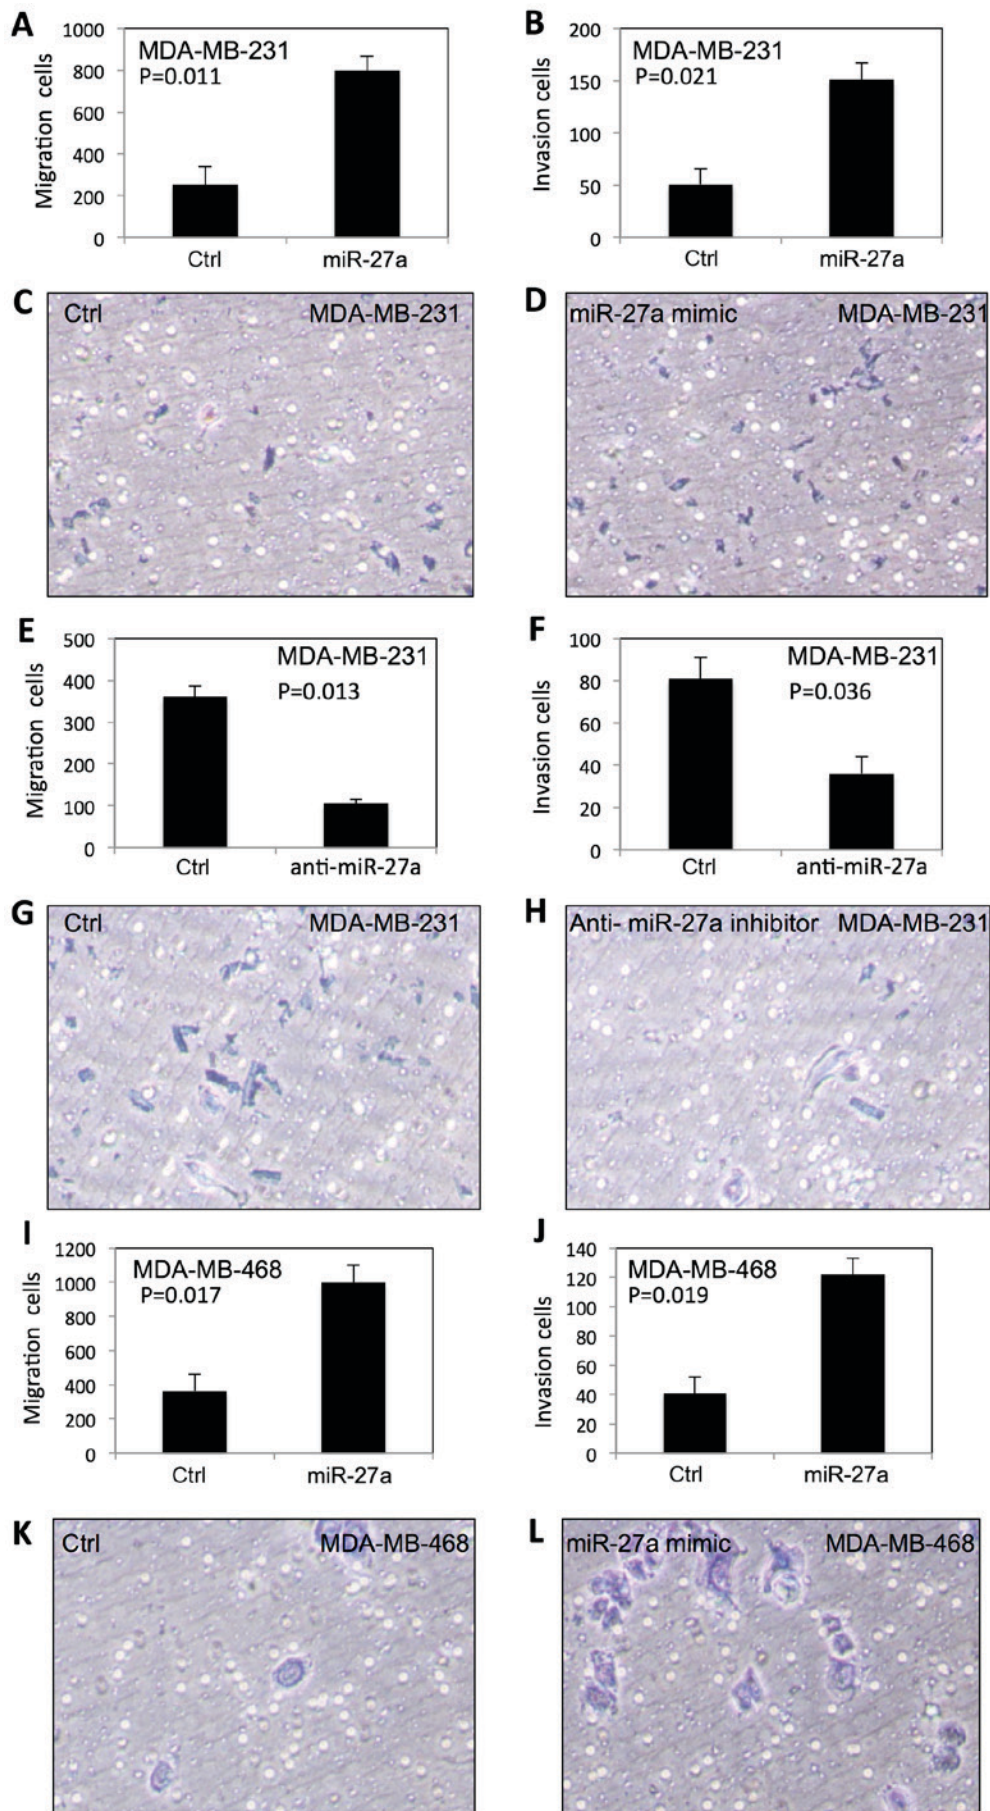 A
MDA-MB-231
P=0.011
Migration cells
1000
800
600
400
200
0
Ctrl
miR-27a
B
MDA-MB-231
P=0.021
Invasion cells
200
150
100
50
0
Ctrl
miR-27a
C
Ctrl
MDA-MB-231
D
miR-27a mimic
MDA-MB-231
E
MDA-MB-231
P=0.013
Migration cells
500
400
300
200
100
0
Ctrl
anti-miR-27a
F
MDA-MB-231
P=0.036
Invasion cells
100
80
60
40
20
0
Ctrl
anti-miR-27a
G
Ctrl
MDA-MB-231
H
Anti- miR-27a inhibitor
MDA-MB-231
I
MDA-MB-468
P=0.017
Migration cells
1200
1000
800
600
400
200
0
Ctrl
miR-27a
J
MDA-MB-468
P=0.019
Invasion cells
140
120
100
80
60
40
20
0
Ctrl
miR-27a
K
Ctrl
MDA-MB-468
L
miR-27a mimic
MDA-MB-468